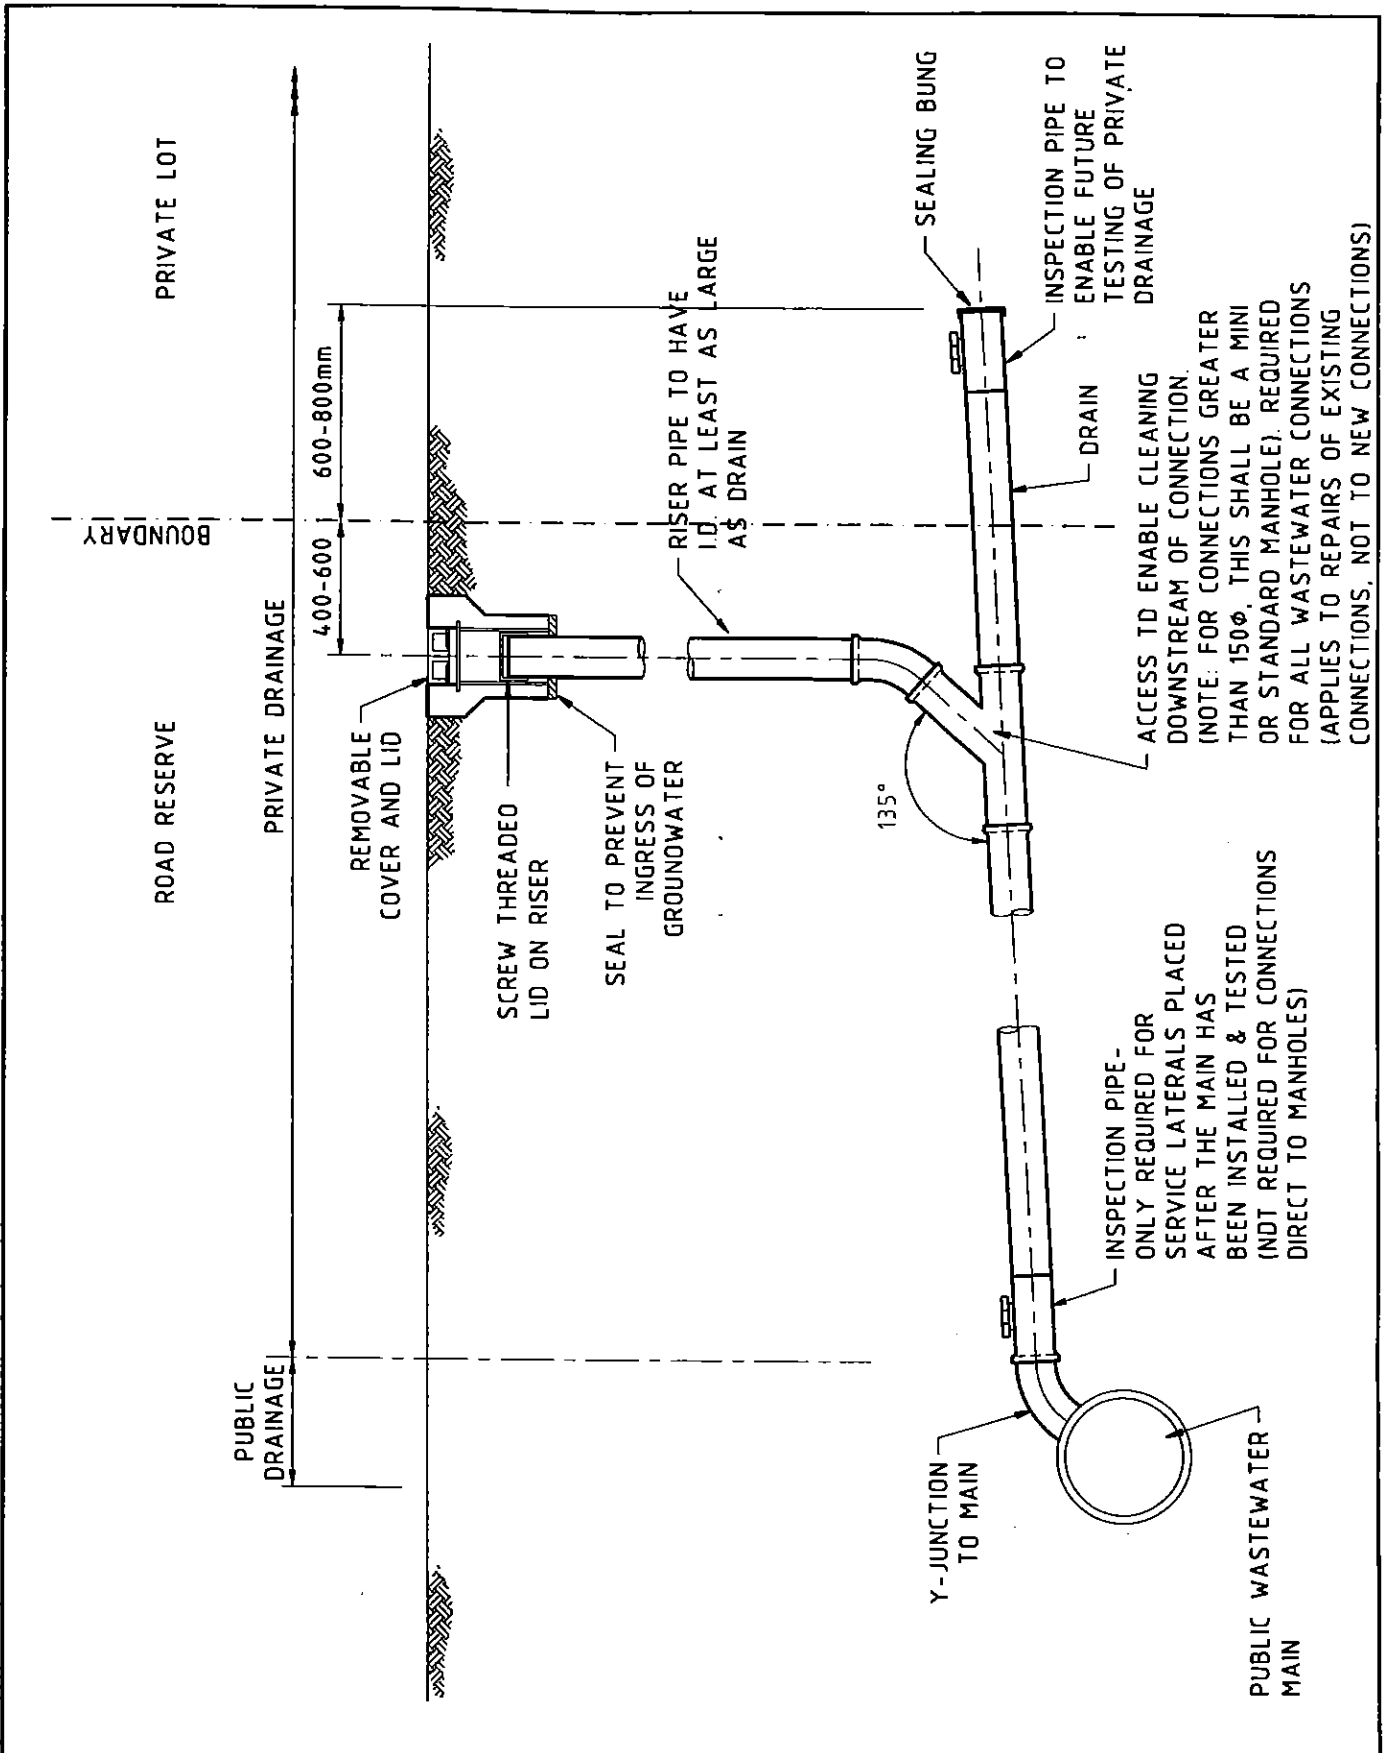 PRIVATE LOT
ROAD RESERVE
BOUNDARY
PRIVATE DRAINAGE
PUBLIC
DRAINAGE
400-600
600-800mm
REMOVABLE
COVER AND LID
SCREW THREADED
LID ON RISER
SEAL TO PREVENT
INGRESS OF
GROUNDWATER
RISER PIPE TO HAVE
I.D. AT LEAST AS LARGE
AS DRAIN
135°
SEALING BUNG
INSPECTION PIPE TO
ENABLE FUTURE
TESTING OF PRIVATE
DRAINAGE
DRAIN
ACCESS TO ENABLE CLEANING
DOWNSTREAM OF CONNECTION.
(NOTE: FOR CONNECTIONS GREATER
THAN 150Φ, THIS SHALL BE A MINI
OR STANDARD MANHOLE). REQUIRED
FOR ALL WASTEWATER CONNECTIONS
(APPLIES TO REPAIRS OF EXISTING
CONNECTIONS, NOT TO NEW CONNECTIONS)
INSPECTION PIPE-
ONLY REQUIRED FOR
SERVICE LATERALS PLACED
AFTER THE MAIN HAS
BEEN INSTALLED & TESTED
(NOT REQUIRED FOR CONNECTIONS
DIRECT TO MANHOLES)
Y-JUNCTION
TO MAIN
PUBLIC WASTEWATER
MAIN